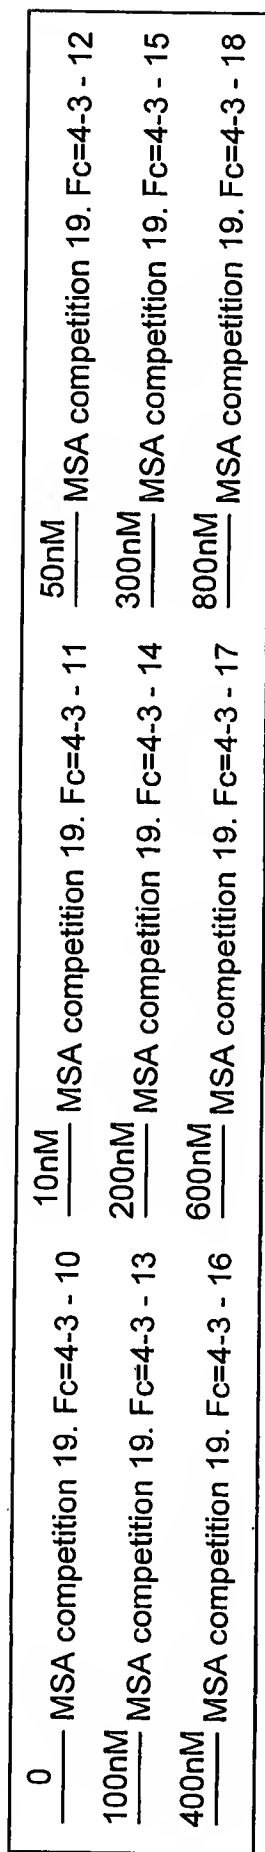 0 MSA competition 19. Fc=4-3 - 10 10nM MSA competition 19. Fc=4-3 - 11 50nM MSA competition 19. Fc=4-3 - 12
100nM MSA competition 19. Fc=4-3 - 13 200nM MSA competition 19. Fc=4-3 - 14 300nM MSA competition 19. Fc=4-3 - 15
400nM MSA competition 19. Fc=4-3 - 16 600nM MSA competition 19. Fc=4-3 - 17 800nM MSA competition 19. Fc=4-3 - 18